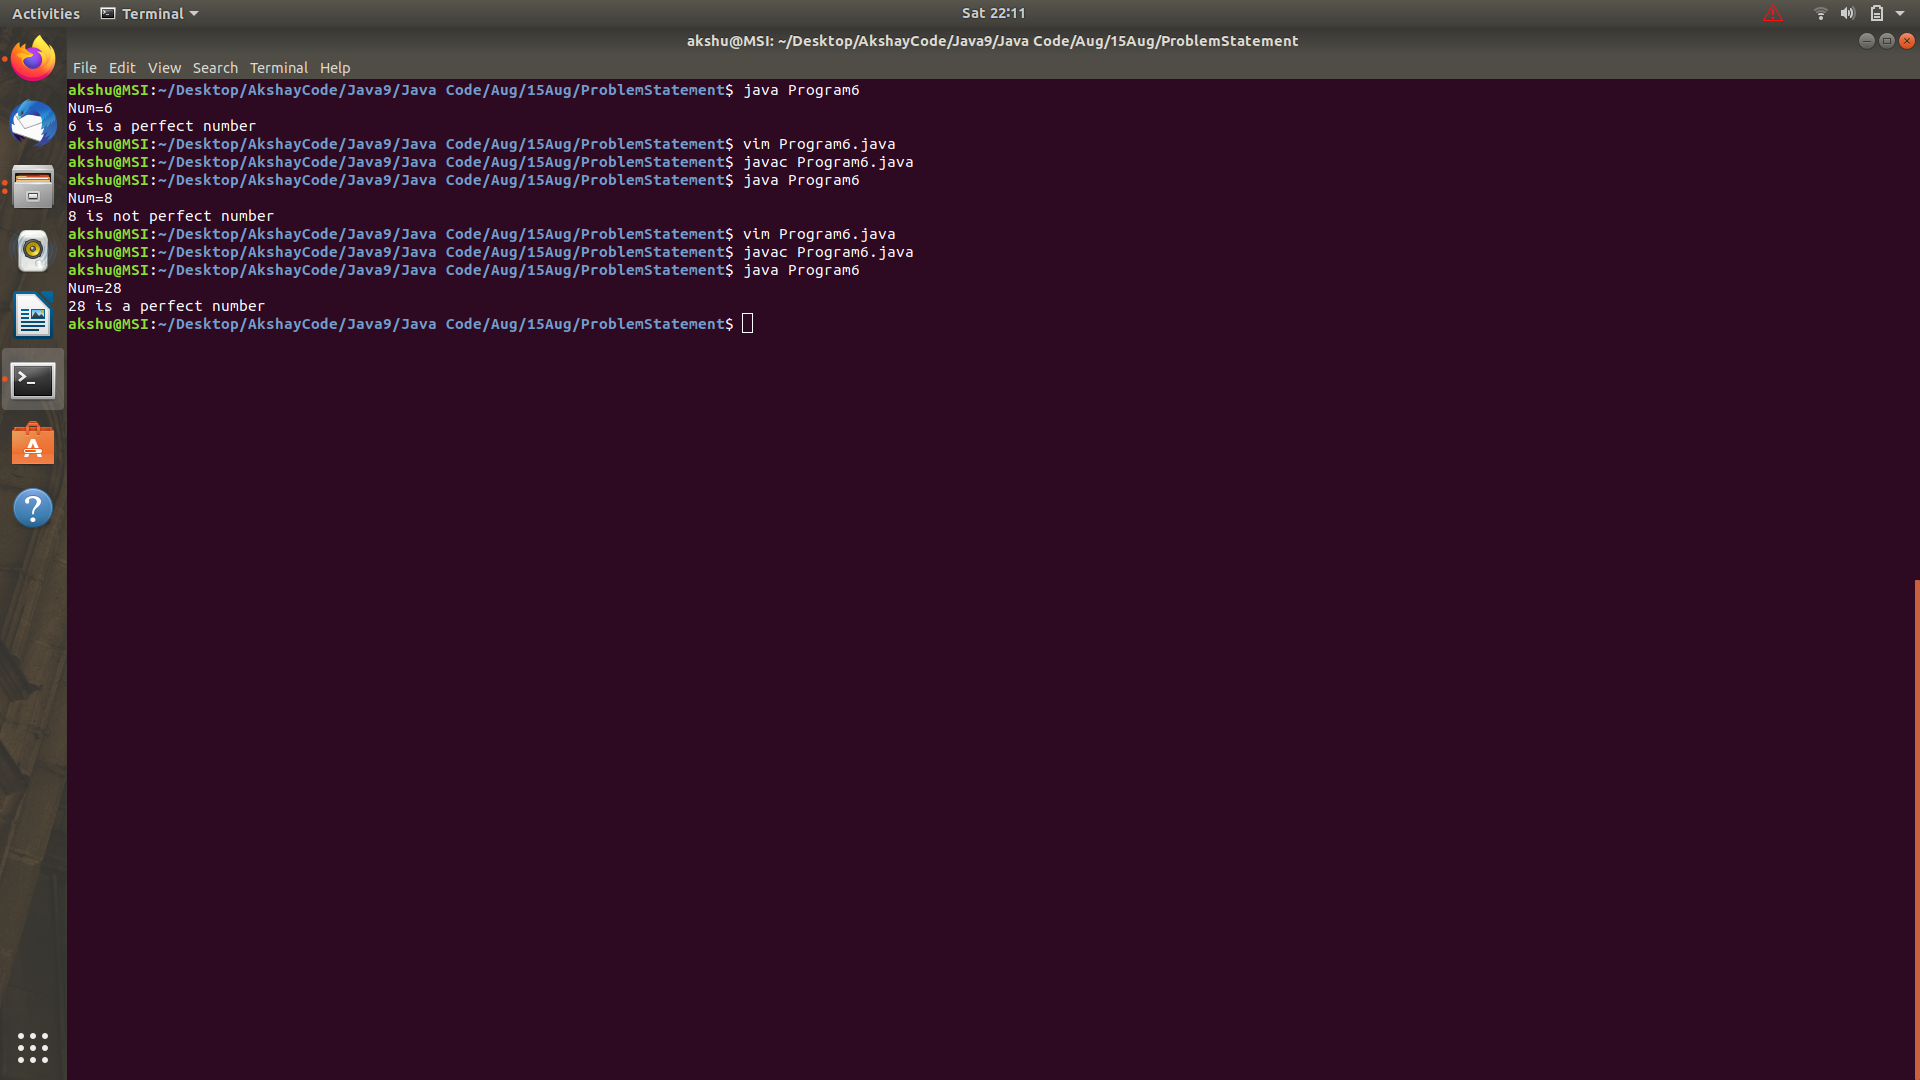 Activities Terminal Sat 22:11
akshu@MSI: ~/Desktop/AkshayCode/Java9/Java Code/Aug/15Aug/ProblemStatement
File Edit View Search Terminal Help
akshu@MSI:~/Desktop/AkshayCode/Java9/Java Code/Aug/15Aug/ProblemStatement$ java Program6
Num=6
6 is a perfect number
akshu@MSI:~/Desktop/AkshayCode/Java9/Java Code/Aug/15Aug/ProblemStatement$ vim Program6.java
akshu@MSI:~/Desktop/AkshayCode/Java9/Java Code/Aug/15Aug/ProblemStatement$ javac Program6.java
akshu@MSI:~/Desktop/AkshayCode/Java9/Java Code/Aug/15Aug/ProblemStatement$ java Program6
Num=8
8 is not perfect number
akshu@MSI:~/Desktop/AkshayCode/Java9/Java Code/Aug/15Aug/ProblemStatement$ vim Program6.java
akshu@MSI:~/Desktop/AkshayCode/Java9/Java Code/Aug/15Aug/ProblemStatement$ javac Program6.java
akshu@MSI:~/Desktop/AkshayCode/Java9/Java Code/Aug/15Aug/ProblemStatement$ java Program6
Num=28
28 is a perfect number
akshu@MSI:~/Desktop/AkshayCode/Java9/Java Code/Aug/15Aug/ProblemStatement$